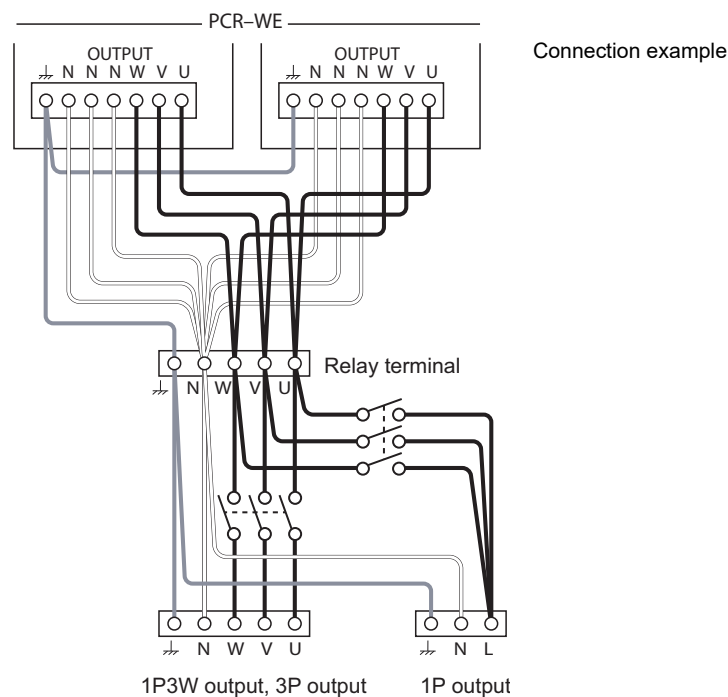 PCR–WE
Connection example
OUTPUT
N N N W V U
OUTPUT
N N N W V U
Relay terminal
N W V U
N W V U
1P3W output, 3P output
N L
1P output